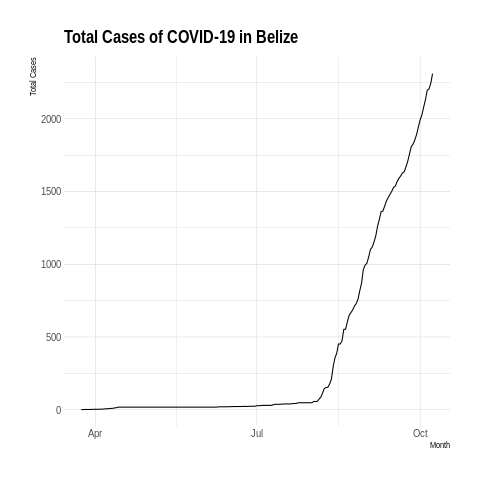 Total Cases of COVID-19 in Belize
Total Cases
2000
1500
1000
500
0
Apr
Jul
Oct
Month